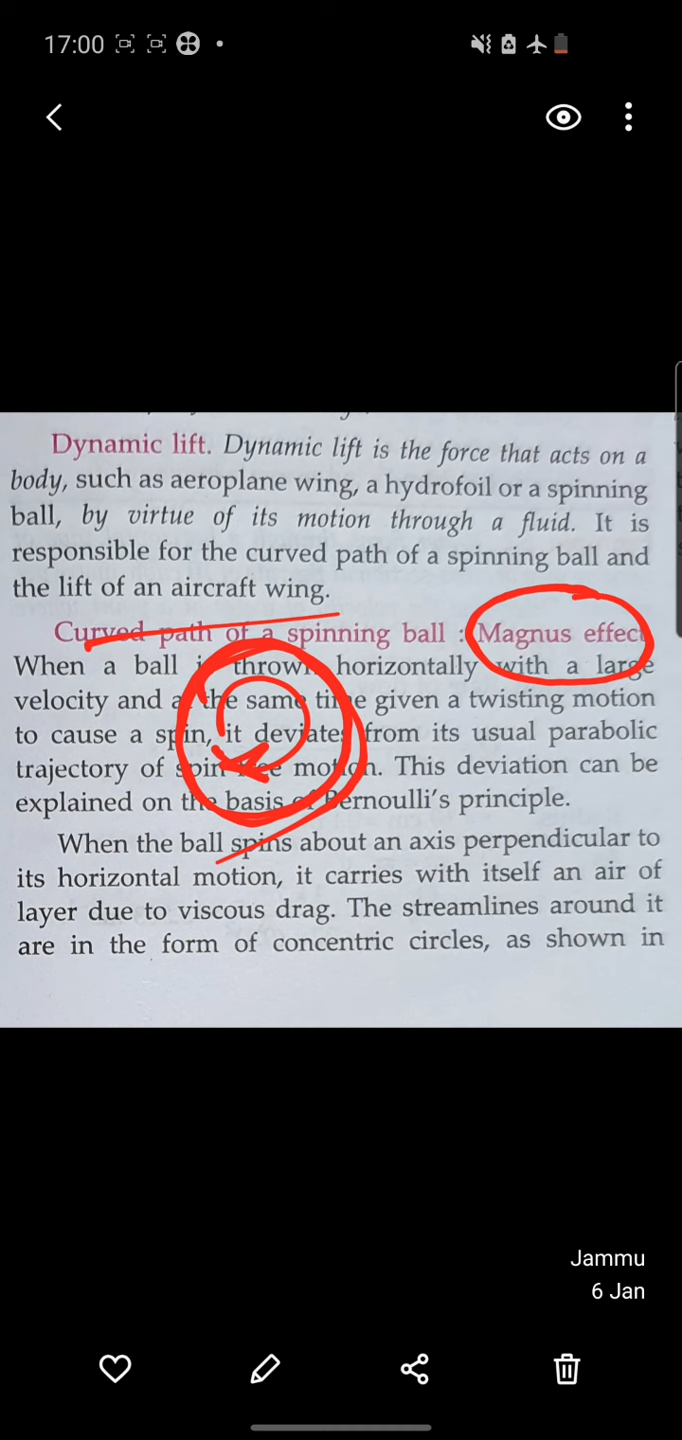 17:00
Dynamic lift. Dynamic lift is the force that acts on a
body, such as aeroplane wing, a hydrofoil or a spinning
ball, by virtue of its motion through a fluid. It is
responsible for the curved path of a spinning ball and
the lift of an aircraft wing.
Curved path of a spinning ball : Magnus effect
When a ball is thrown horizontally with a large
velocity and at the same time given a twisting motion
to cause a spin, it deviates from its usual parabolic
trajectory of spin free motion. This deviation can be
explained on the basis of Bernoulli's principle.
When the ball spins about an axis perpendicular to
its horizontal motion, it carries with itself an air of
layer due to viscous drag. The streamlines around it
are in the form of concentric circles, as shown in
Jammu
6 Jan